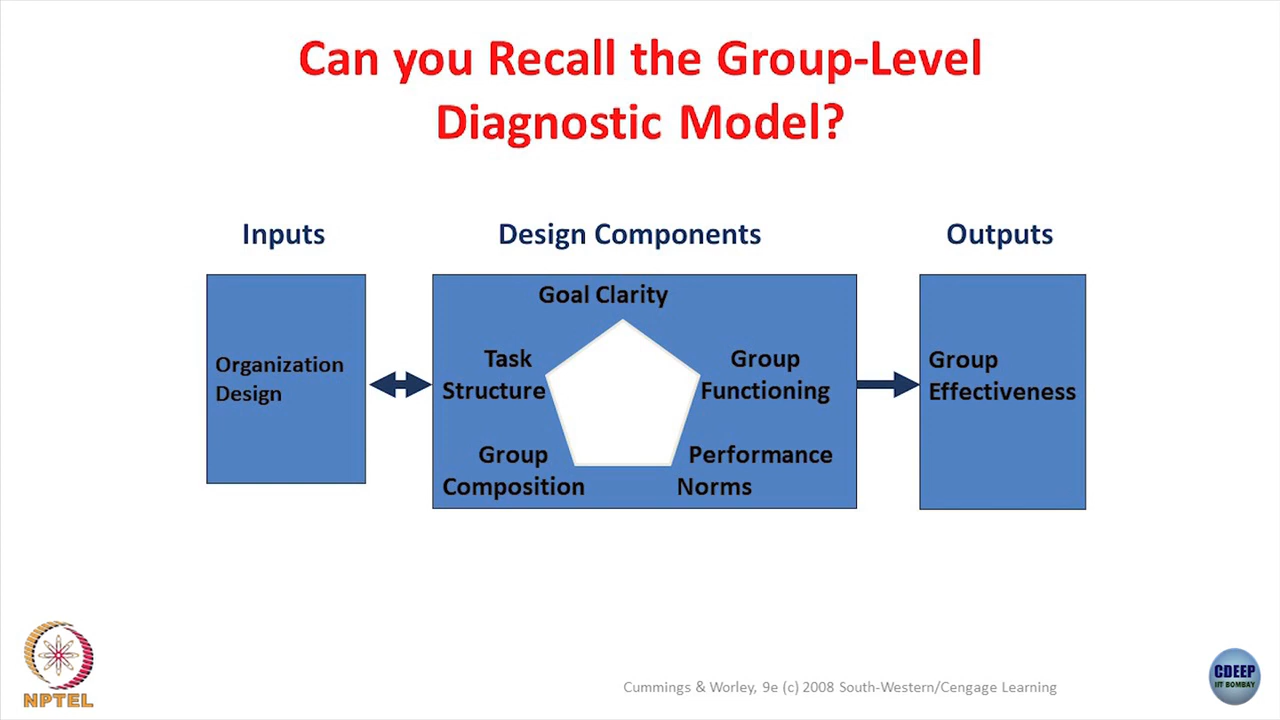 Can you Recall the Group-Level
Diagnostic Model?
Inputs
Design Components
Outputs
Organization
Design
Goal Clarity
Task
Structure
Group
Functioning
Group
Composition
Performance
Norms
Group
Effectiveness
NPTEL
Cummings & Worley, 9e (c) 2008 South-Western/Cengage Learning
CDEEP
IIT BOMBAY